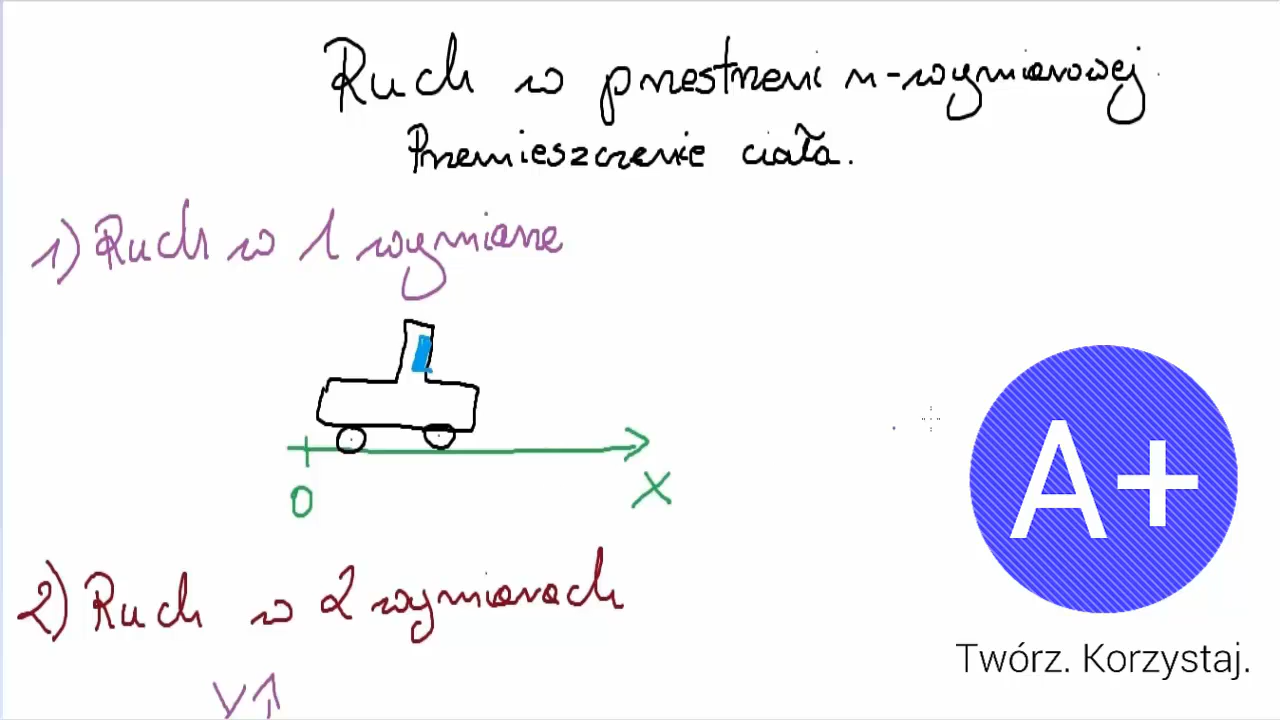 Ruch w przestrzeni n-wymiarowej
Przemieszczenie ciała.
1) Ruch w 1 wymiarze
0
X
A+
2) Ruch w 2 wymiarach
Twórz. Korzystaj.
Y